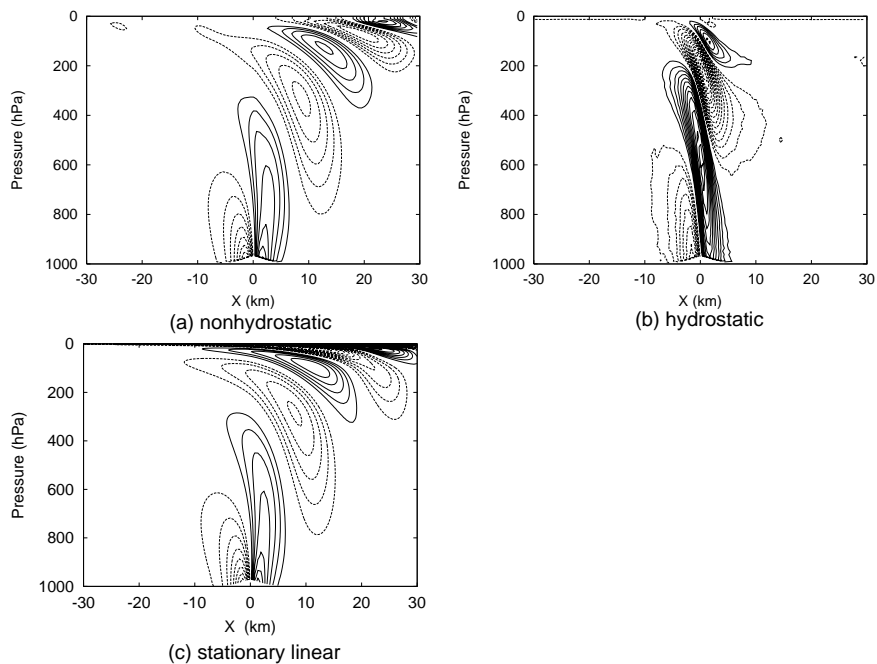 0
200
400
600
800
1000
Pressure (hPa)
-30 -20 -10 0 10 20 30
X (km)
(a) nonhydrostatic
0
200
400
600
800
1000
Pressure (hPa)
-30 -20 -10 0 10 20 30
X (km)
(b) hydrostatic
0
200
400
600
800
1000
Pressure (hPa)
-30 -20 -10 0 10 20 30
X (km)
(c) stationary linear